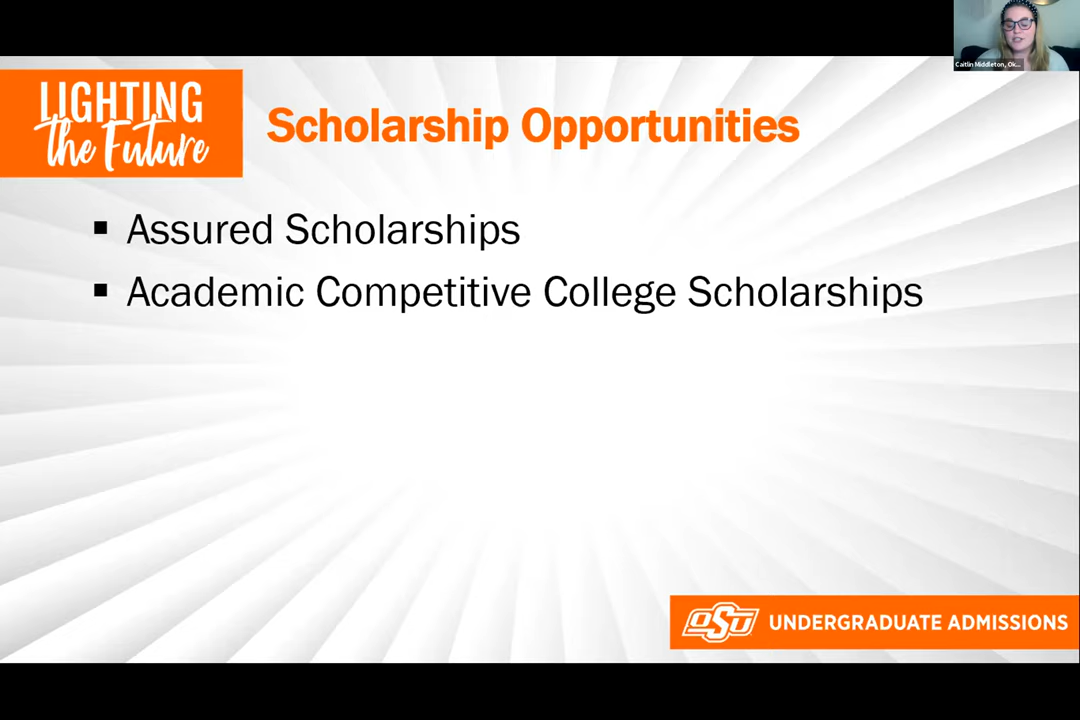 Caitlin Middleton, Ok...
LIGHTING
the Future
Scholarship Opportunities
▪ Assured Scholarships
▪ Academic Competitive College Scholarships
OSU UNDERGRADUATE ADMISSIONS